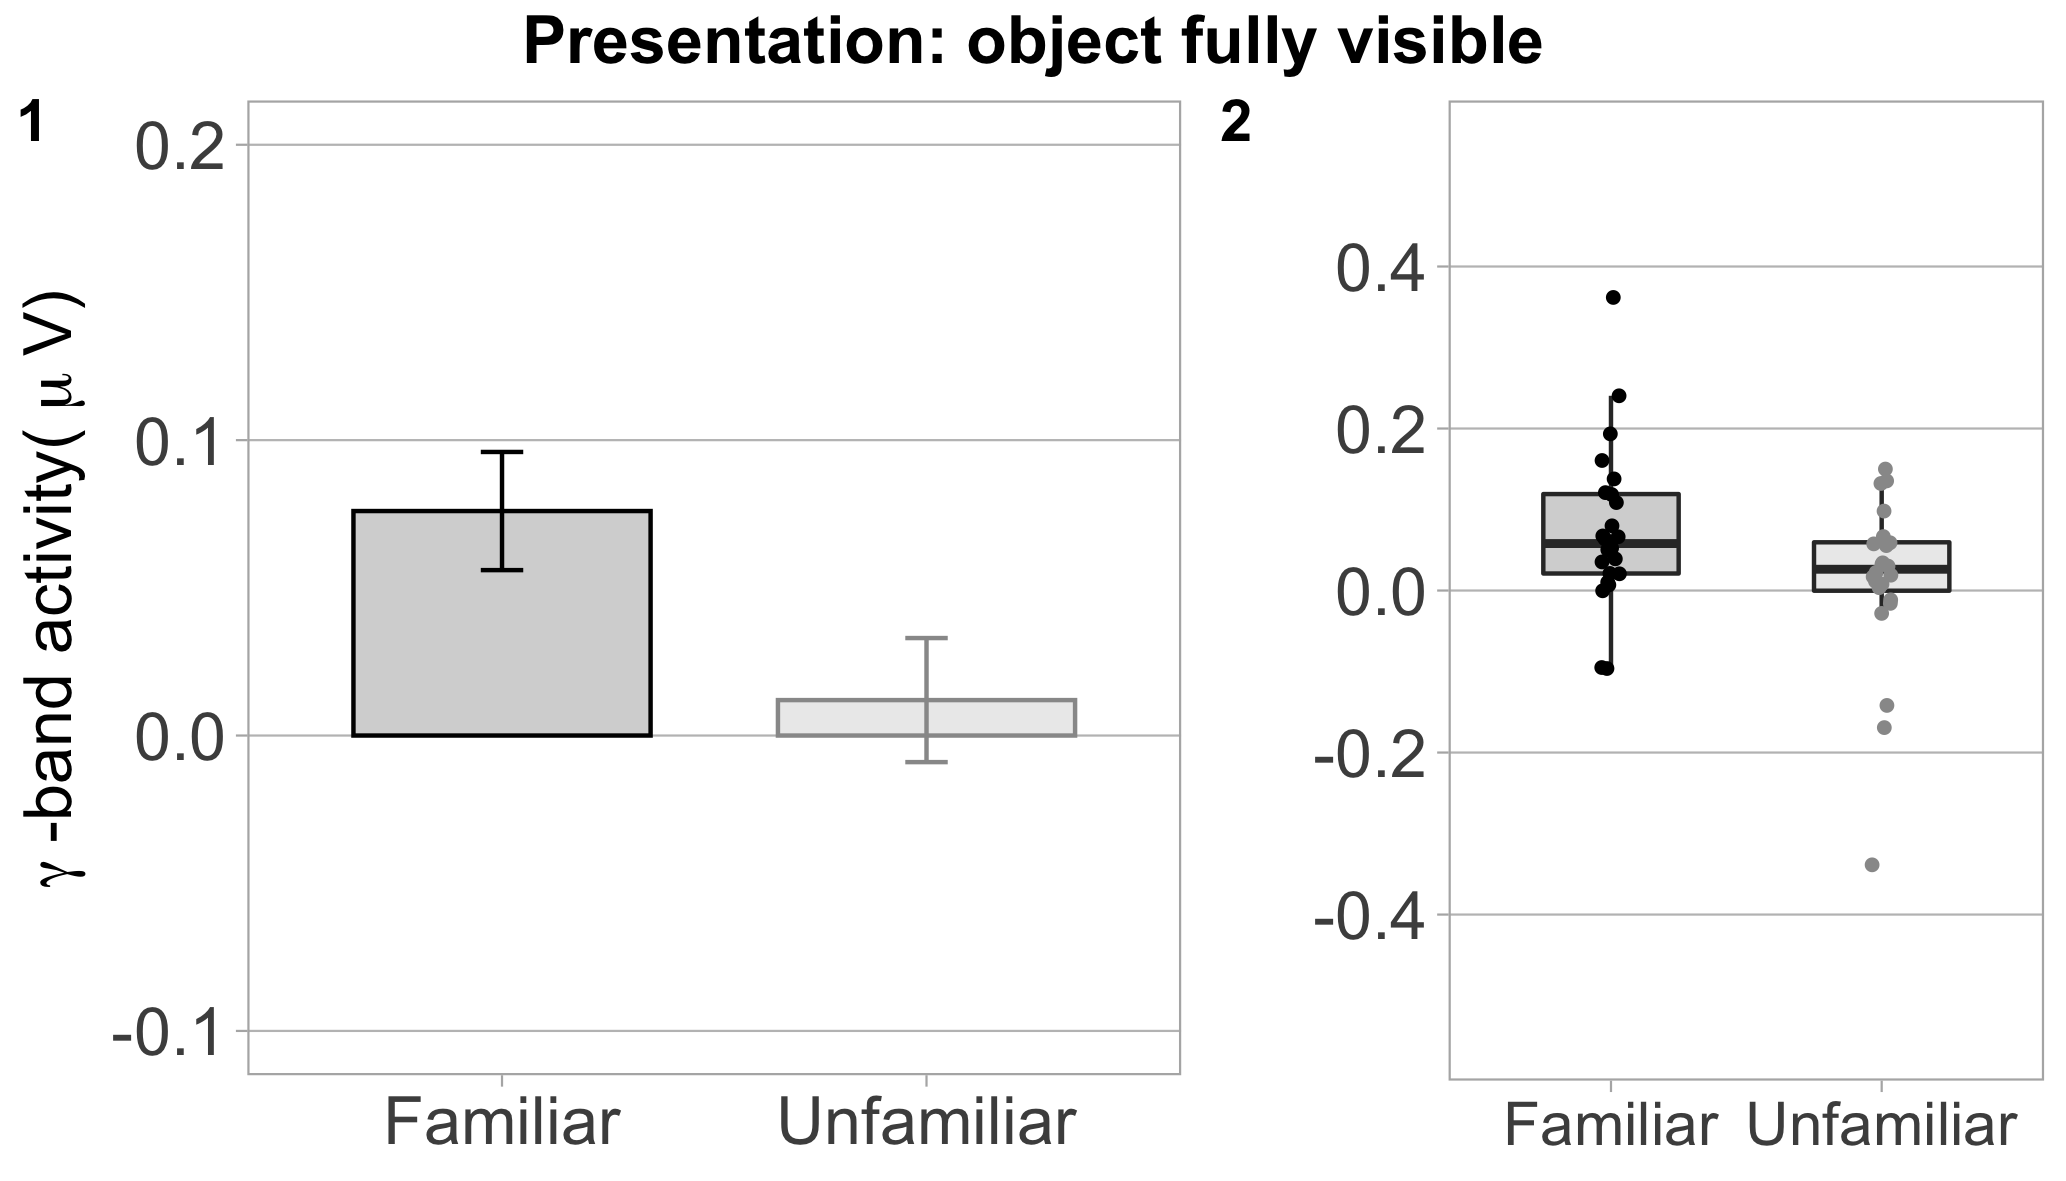 Presentation: object fully visible
1
γ -band activity( μ V)
0.2
0.1
0.0
-0.1
Familiar Unfamiliar
2
0.4
0.2
0.0
-0.2
-0.4
Familiar Unfamiliar